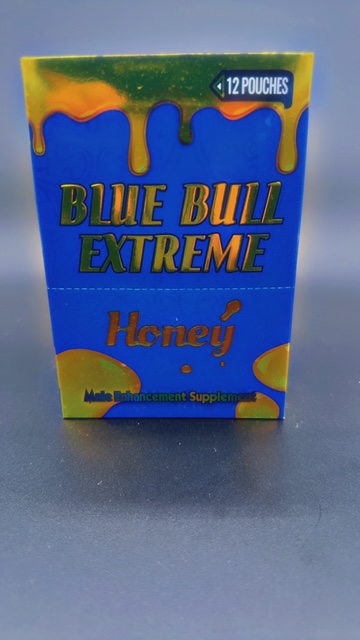 12 POUCHES
BLUE BULL
EXTREME
Honey
Male Enhancement Supplement